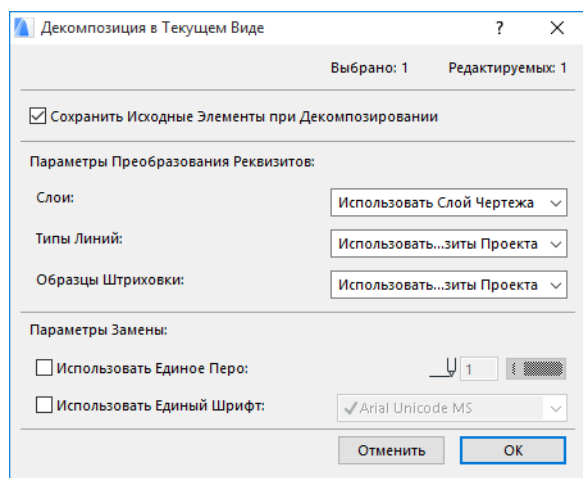 Декомпозиция в Текущем Виде
Выбрано: 1 Редактируемых: 1
Сохранить Исходные Элементы при Декомпозировании
Параметры Преобразования Реквизитов:
Слои: Использовать Слой Чертежа
Типы Линий: Использовать...зиты Проекта
Образцы Штриховки: Использовать...зиты Проекта
Параметры Замены:
Использовать Единое Перо: 1
Использовать Единый Шрифт: Arial Unicode MS
Отменить OK